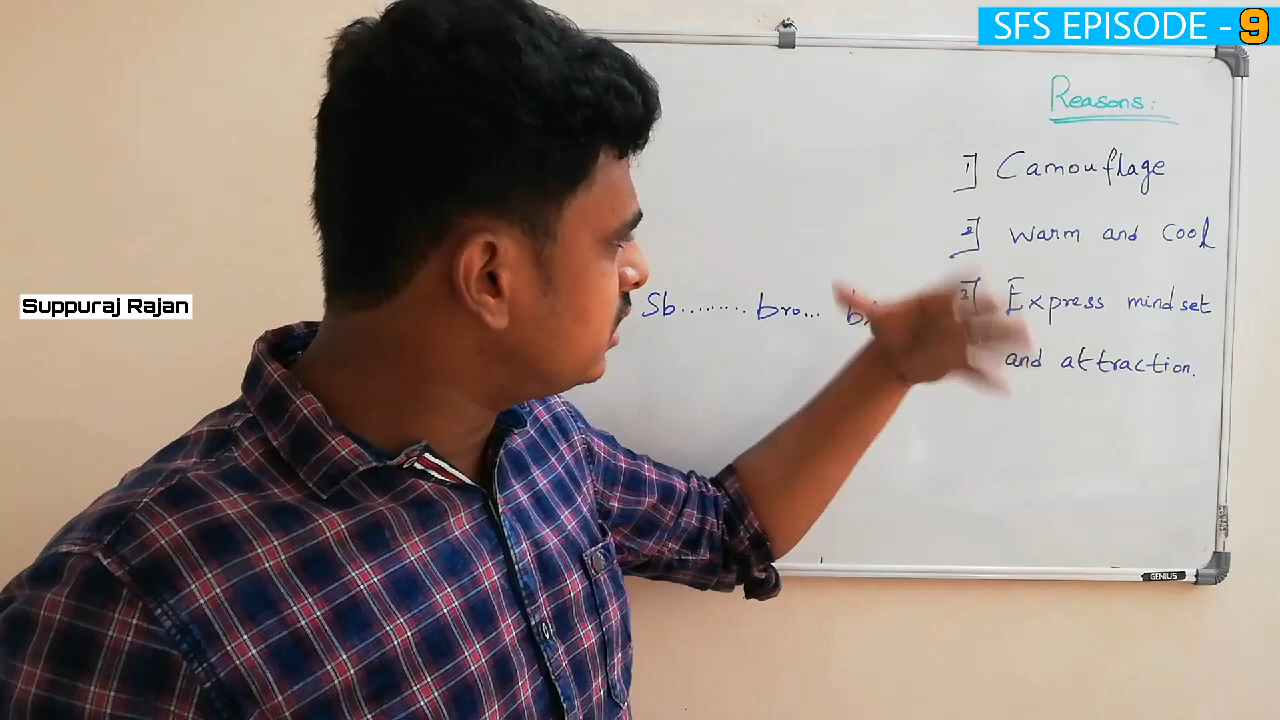 SFS EPISODE - 9
Reasons:
1] Camouflage
2] warm and cool
3] Express mindset
and attraction.
Sb......... bro...
Suppuraj Rajan
GENIUS